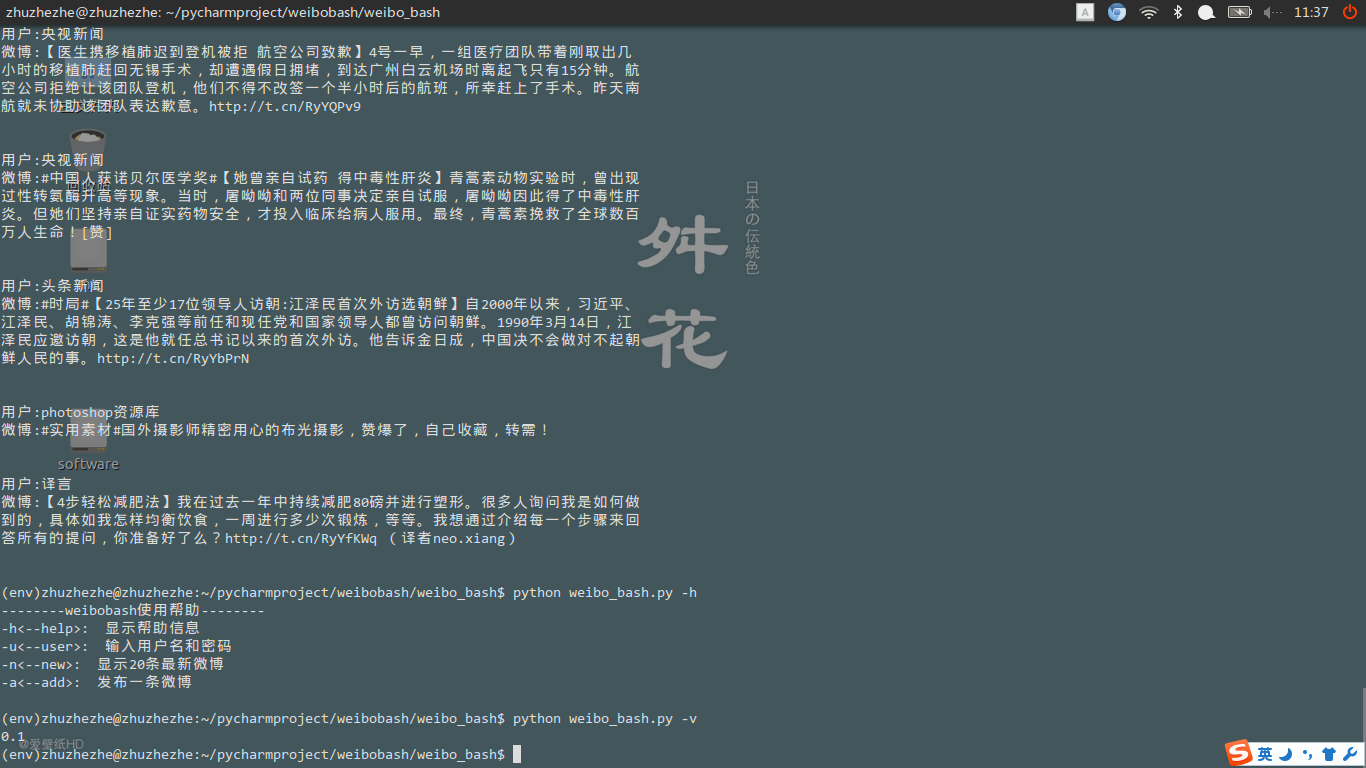 zhuzhezhe@zhuzhezhe: ~/pycharmproject/weibobash/weibo_bash
11:37
用户:央视新闻
微博:【医生携移植肺迟到登机被拒 航空公司致歉】4号一早，一组医疗团队带着刚取出几
小时的移植肺赶回无锡手术，却遭遇假日拥堵，到达广州白云机场时离起飞只有15分钟。航
空公司拒绝让该团队登机，他们不得不改签一个半小时后的航班，所幸赶上了手术。昨天南
航就未协助该团队表达歉意。http://t.cn/RyYQPv9
用户:央视新闻
微博:#中国人获诺贝尔医学奖#【她曾亲自试药 得中毒性肝炎】青蒿素动物实验时，曾出现
过性转氨酶升高等现象。当时，屠呦呦和两位同事决定亲自试服，屠呦呦因此得了中毒性肝
炎。但她们坚持亲自证实药物安全，才投入临床给病人服用。最终，青蒿素挽救了全球数百
万人生命！[赞]
用户:头条新闻
微博:#时局#【25年至少17位领导人访朝:江泽民首次外访选朝鲜】自2000年以来，习近平、
江泽民、胡锦涛、李克强等前任和现任党和国家领导人都曾访问朝鲜。1990年3月14日，江
泽民应邀访朝，这是他就任总书记以来的首次外访。他告诉金日成，中国决不会做对不起朝
鲜人民的事。http://t.cn/RyYbPrN
用户:photoshop资源库
微博:#实用素材#国外摄影师精密用心的布光摄影，赞爆了，自己收藏，转需！
software
用户:译言
微博:【4步轻松减肥法】我在过去一年中持续减肥80磅并进行塑形。很多人询问我是如何做
到的，具体如我怎样均衡饮食，一周进行多少次锻炼，等等。我想通过介绍每一个步骤来回
答所有的提问，你准备好了么？http://t.cn/RyYfKWq （译者neo.xiang）
(env)zhuzhezhe@zhuzhezhe:~/pycharmproject/weibobash/weibo_bash$ python weibo_bash.py -h
--------weibobash使用帮助--------
-h<--help>:  显示帮助信息
-u<--user>:  输入用户名和密码
-n<--new>:  显示20条最新微博
-a<--add>:  发布一条微博
(env)zhuzhezhe@zhuzhezhe:~/pycharmproject/weibobash/weibo_bash$ python weibo_bash.py -v
0.1
@爱壁纸HD
(env)zhuzhezhe@zhuzhezhe:~/pycharmproject/weibobash/weibo_bash$
日本の伝統色
舛花
A
S英